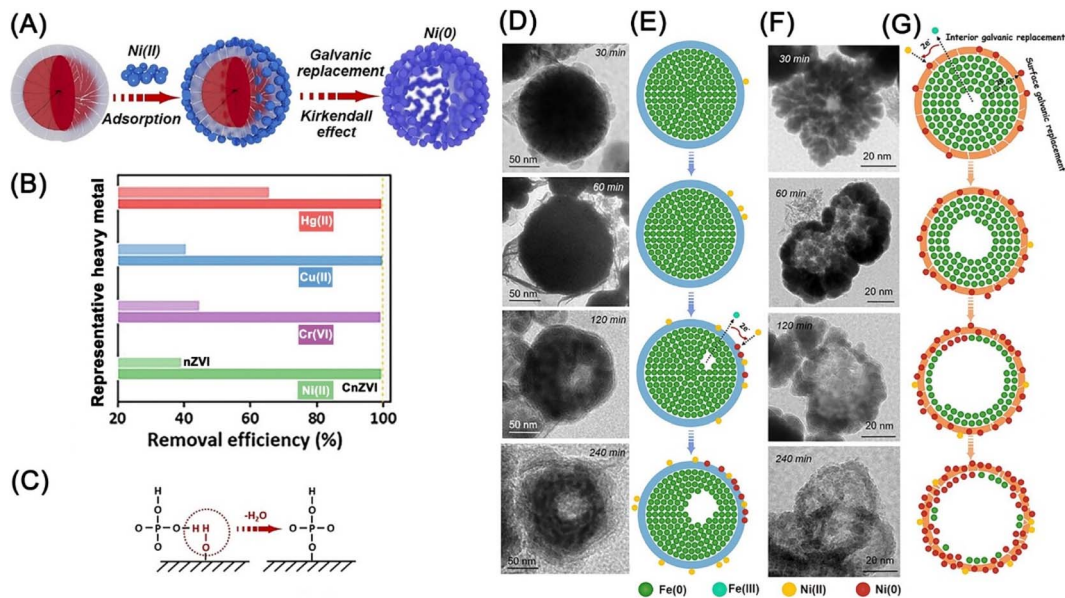 (A)
Ni(II)
Adsorption
Galvanic
replacement
Kirkendall
effect
Ni(0)
(B)
Representative heavy metal
Hg(II)
Cu(II)
Cr(VI)
nZVI
Ni(II)
CnZVI
20 40 60 80 100
Removal efficiency (%)
(C)
H
O
O-P-O-H H
O O
-H₂O
H
O
O-P-O
O
(D)
30 min
50 nm
60 min
50 nm
120 min
50 nm
240 min
50 nm
(E)
2e⁻
(F)
30 min
20 nm
60 min
20 nm
120 min
20 nm
240 min
20 nm
(G)
Interior galvanic replacement
2e⁻
Surface galvanic replacement
Fe(0) Fe(III) Ni(II) Ni(0)